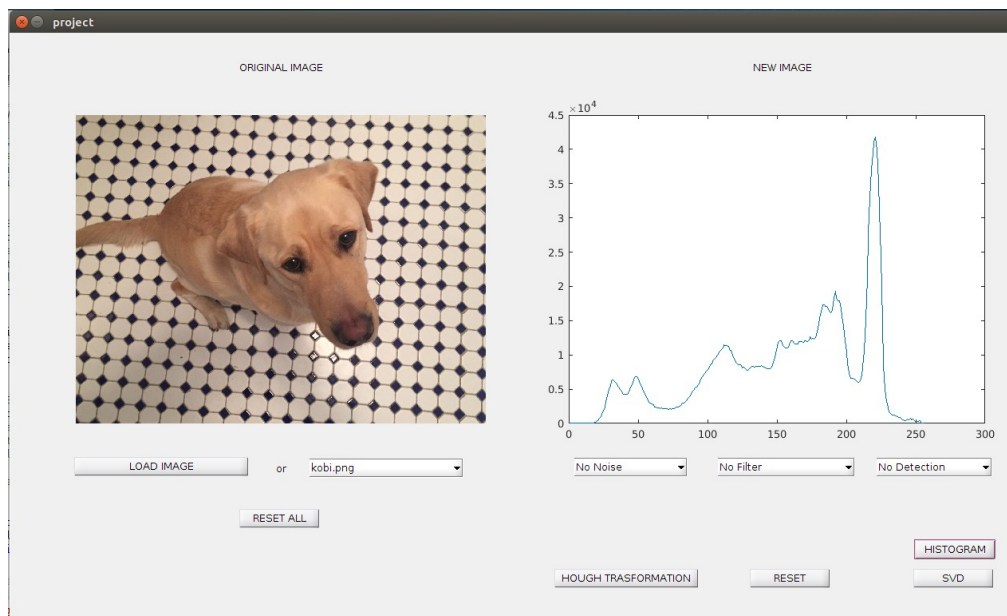 project
ORIGINAL IMAGE
NEW IMAGE
×10⁴
4.5
4
3.5
3
2.5
2
1.5
1
0.5
0
0 50 100 150 200 250 300
LOAD IMAGE or kobi.png
No Noise No Filter No Detection
RESET ALL
HISTOGRAM
HOUGH TRASFORMATION RESET SVD